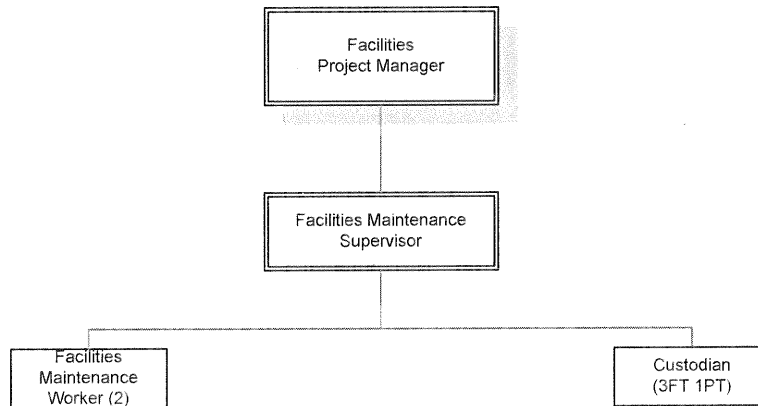 Facilities
Project Manager
Facilities Maintenance
Supervisor
Facilities
Maintenance
Worker (2)
Custodian
(3FT 1PT)